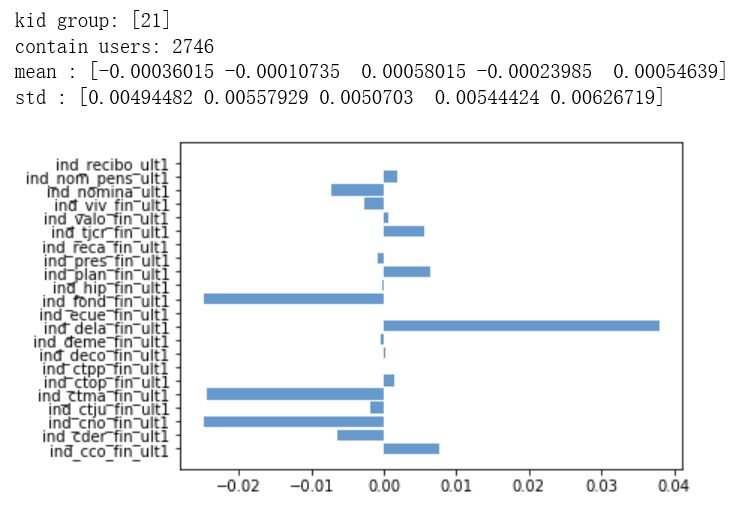 kid group: [21]
contain users: 2746
mean : [-0.00036015 -0.00010735  0.00058015 -0.00023985  0.00054639]
std : [0.00494482 0.00557929 0.0050703  0.00544424 0.00626719]
ind_recibo_ult1
ind_nom_pens_ult1
ind_nomina_ult1
ind_viv_fin_ult1
ind_valo_fin_ult1
ind_tjcr_fin_ult1
ind_reca_fin_ult1
ind_pres_fin_ult1
ind_plan_fin_ult1
ind_hip_fin_ult1
ind_fond_fin_ult1
ind_ecue_fin_ult1
ind_dela_fin_ult1
ind_deme_fin_ult1
ind_deco_fin_ult1
ind_ctpp_fin_ult1
ind_ctop_fin_ult1
ind_ctma_fin_ult1
ind_ctju_fin_ult1
ind_cno_fin_ult1
ind_cder_fin_ult1
ind_cco_fin_ult1
−0.02 −0.01 0.00 0.01 0.02 0.03 0.04